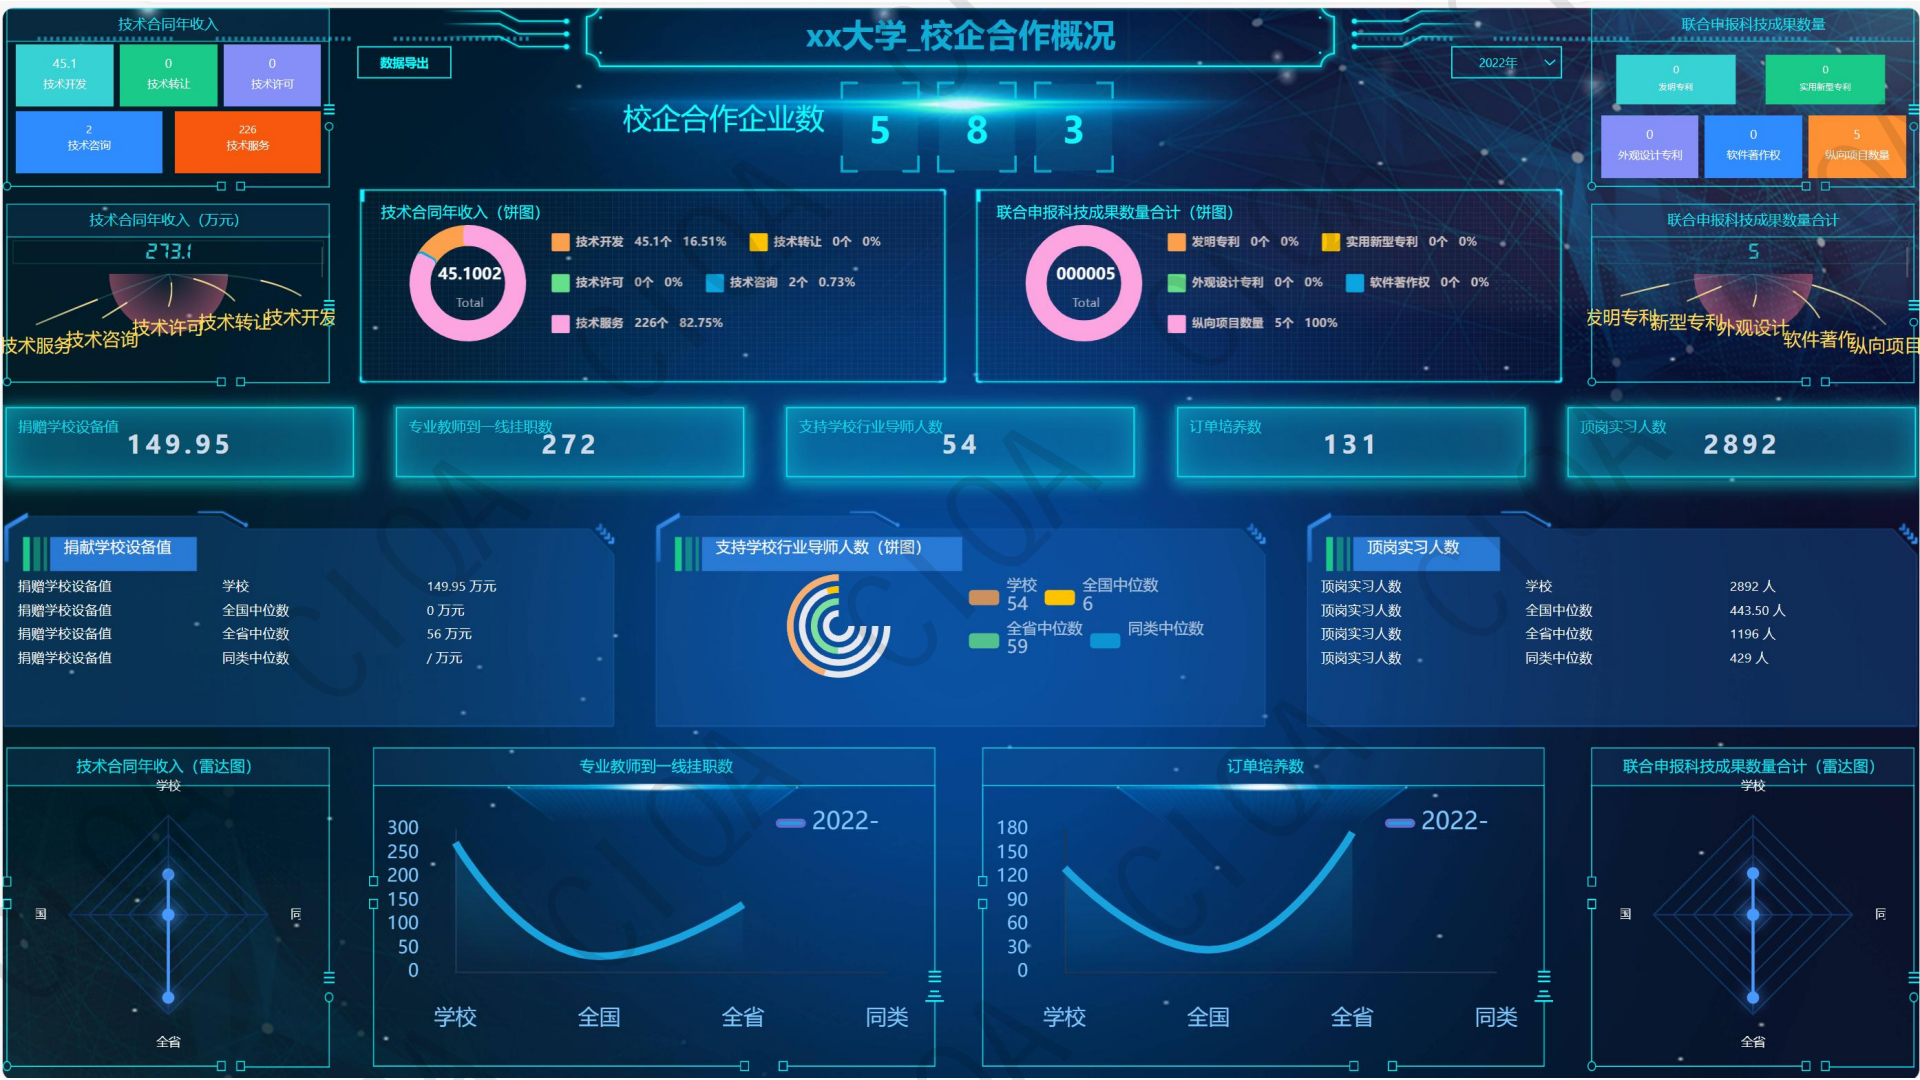 xx大学_校企合作概况
数据导出
2022年
校企合作企业数
5 8 3
技术合同年收入
45.1
技术开发
0
技术转让
0
技术许可
2
技术咨询
226
技术服务
联合申报科技成果数量
0
发明专利
0
实用新型专利
0
外观设计专利
0
软件著作权
5
纵向项目数量
技术合同年收入（万元）
273.1
技术服务
技术咨询
技术许可
技术转让
技术开发
技术合同年收入（饼图）
45.1002
Total
技术开发 45.1个 16.51% 技术转让 0个 0%
技术许可 0个 0% 技术咨询 2个 0.73%
技术服务 226个 82.75%
联合申报科技成果数量合计（饼图）
000005
Total
发明专利 0个 0% 实用新型专利 0个 0%
外观设计专利 0个 0% 软件著作权 0个 0%
纵向项目数量 5个 100%
联合申报科技成果数量合计
5
发明专利
新型专利
外观设计
软件著作
纵向项目
捐赠学校设备值
149.95
专业教师到一线挂职数
272
支持学校行业导师人数
54
订单培养数
131
顶岗实习人数
2892
捐献学校设备值
捐赠学校设备值 学校 149.95 万元
捐赠学校设备值 全国中位数 0 万元
捐赠学校设备值 全省中位数 56 万元
捐赠学校设备值 同类中位数 / 万元
支持学校行业导师人数（饼图）
学校
54
全国中位数
6
全省中位数
59
同类中位数
顶岗实习人数
顶岗实习人数 学校 2892 人
顶岗实习人数 全国中位数 443.50 人
顶岗实习人数 全省中位数 1196 人
顶岗实习人数 同类中位数 429 人
技术合同年收入（雷达图）
学校
国
同
全省
专业教师到一线挂职数
2022-
300
250
200
150
100
50
0
学校 全国 全省 同类
订单培养数
2022-
180
150
120
90
60
30
0
学校 全国 全省 同类
联合申报科技成果数量合计（雷达图）
学校
国
同
全省
CIQA